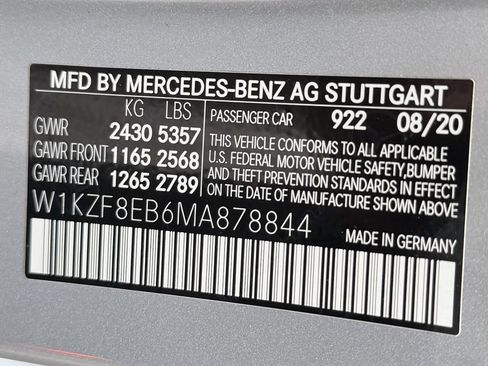 MFD BY MERCEDES-BENZ AG STUTTGART
KG LBS PASSENGER CAR 922 08/20
GVWR 2430 5357
GAWR FRONT 1165 2568
GAWR REAR 1265 2789
THIS VEHICLE CONFORMS TO ALL APPLICABLE
U.S. FEDERAL MOTOR VEHICLE SAFETY,BUMPER
AND THEFT PREVENTION STANDARDS IN EFFECT
ON THE DATE OF MANUFACTURE SHOWN ABOVE.
W1KZF8EB6MA878844
MADE IN GERMANY